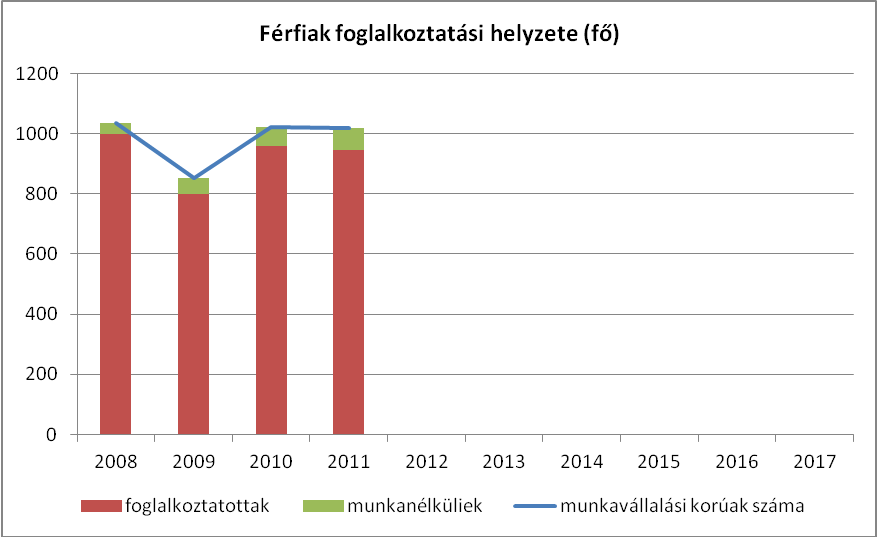 Férfiak foglalkoztatási helyzete (fő)
1200
1000
800
600
400
200
0
2008 2009 2010 2011 2012 2013 2014 2015 2016 2017
foglalkoztatottak munkanélküliek munkavállalási korúak száma